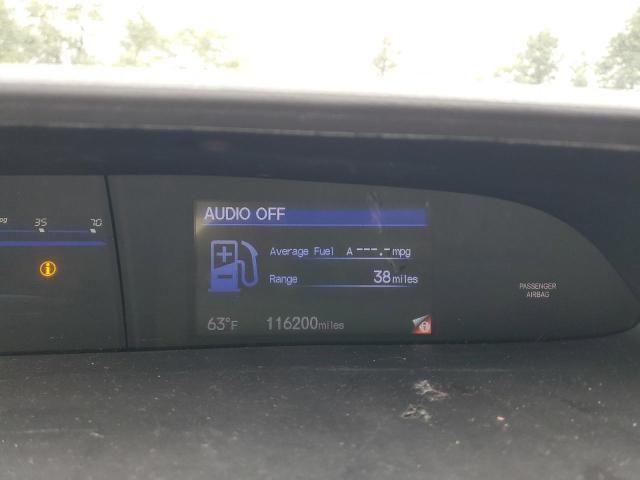 35 70
AUDIO OFF
Average Fuel A ---.- mpg
Range 38 miles
63°F 116200 miles
PASSENGER
AIRBAG